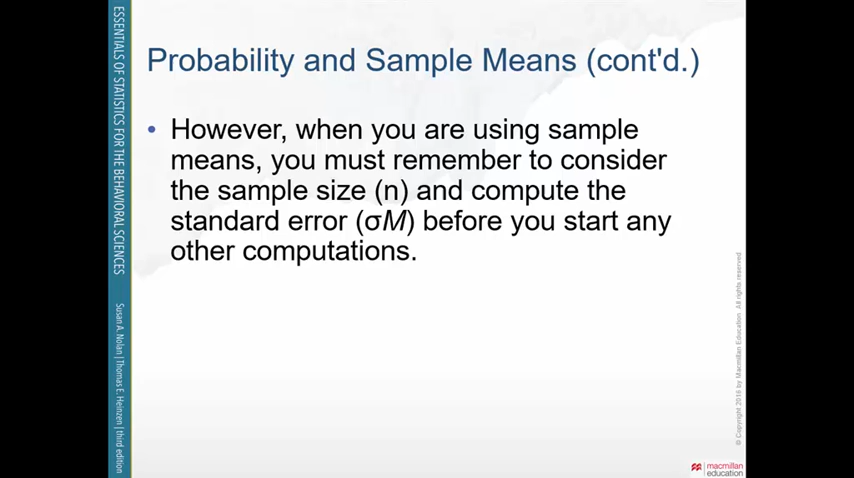 Probability and Sample Means (cont'd.)
• However, when you are using sample
means, you must remember to consider
the sample size (n) and compute the
standard error (σM) before you start any
other computations.
ESSENTIALS OF STATISTICS FOR THE BEHAVIORAL SCIENCES
Susan A. Nolan | Thomas E. Heinzen | third edition
© Copyright 2016 by Macmillan Education All rights reserved
macmillan
education